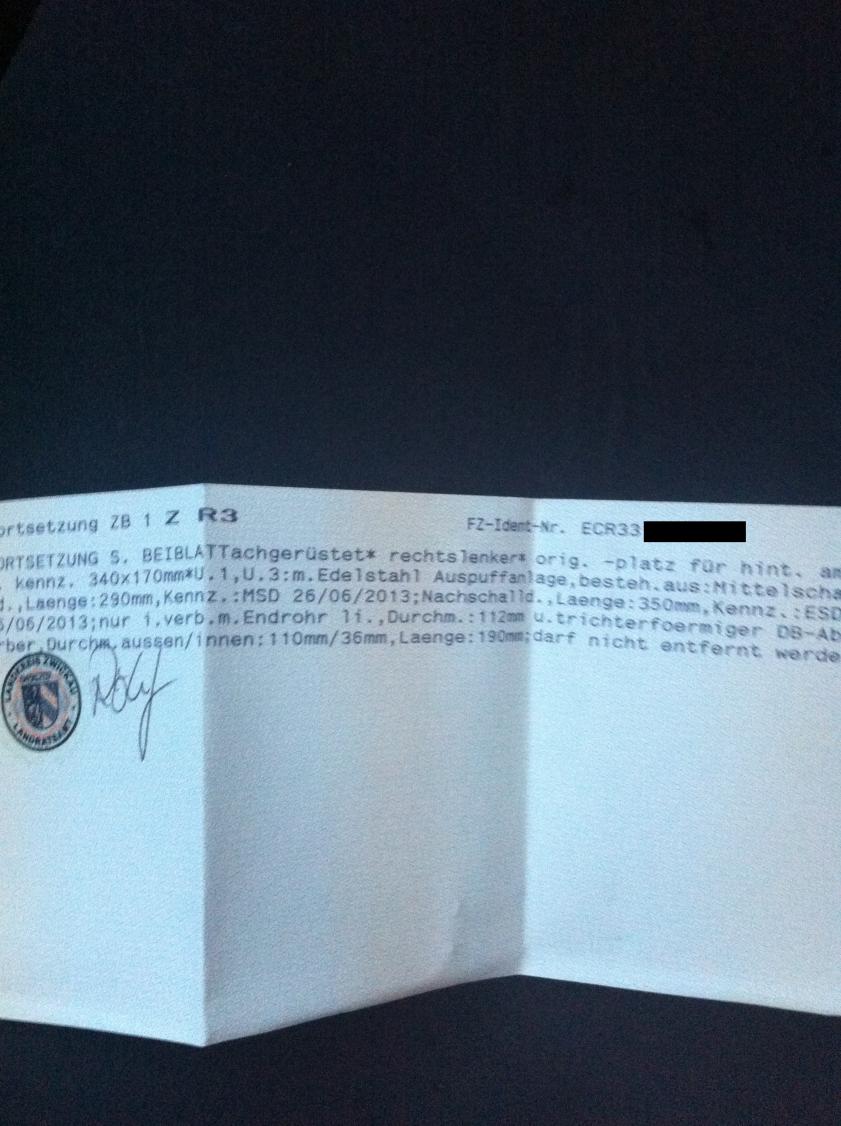 ortsetzung ZB 1 Z R3
FZ-Ident-Nr. ECR33
ORTSETZUNG S. BEIBLATTachgerüstet* rechtslenker* orig. -platz für hint. am
. kennz. 340x170mm*U.1,U.3:m.Edelstahl Auspuffanlage,besteh.aus:Mittelscha
d.,Laenge:290mm,Kennz.:MSD 26/06/2013;Nachschalld.,Laenge:350mm,Kennz.:ESD
6/06/2013;nur i.verb.m.Endrohr li.,Durchm.:112mm u.trichterfoermiger DB-Ab
rber,Durchm.aussen/innen:110mm/36mm,Laenge:190mm;darf nicht entfernt werde
LANDKREIS ZWICKAU
LANDRATSAMT